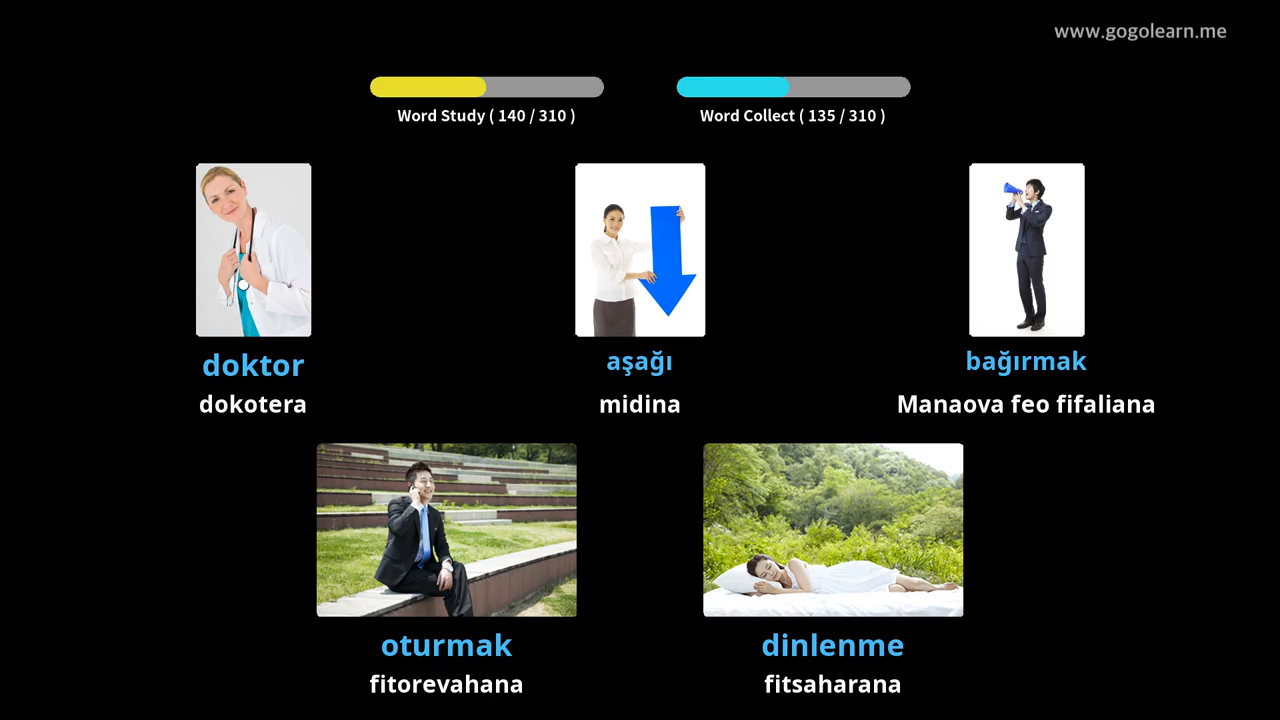 www.gogolearn.me
Word Study ( 140 / 310 )
Word Collect ( 135 / 310 )
doktor
dokotera
aşağı
midina
bağırmak
Manaova feo fifaliana
oturmak
fitorevahana
dinlenme
fitsaharana